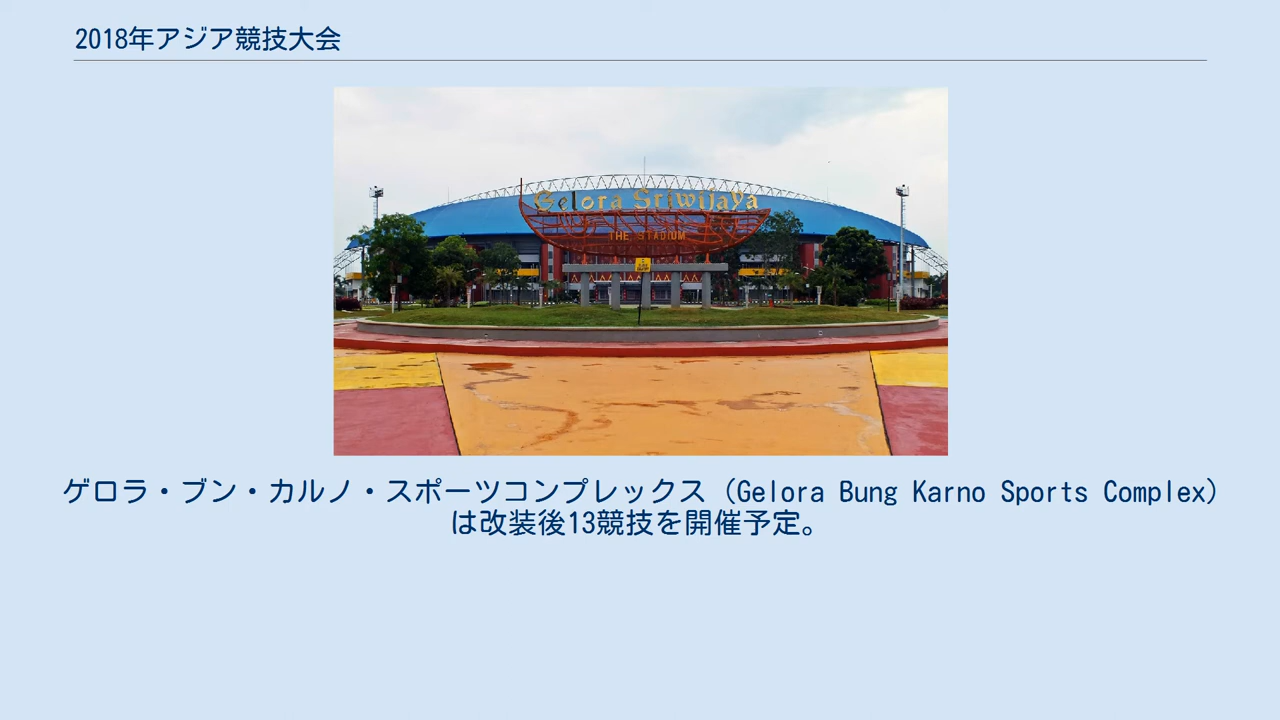 2018年アジア競技大会
Gelora Sriwijaya
THE STADIUM
ゲロラ・ブン・カルノ・スポーツコンプレックス（Gelora Bung Karno Sports Complex）
は改装後13競技を開催予定。